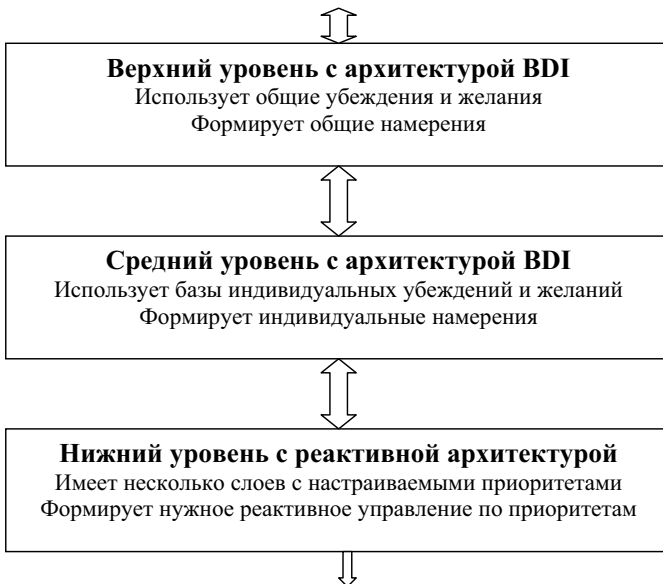 Верхний уровень с архитектурой BDI
Использует общие убеждения и желания
Формирует общие намерения
Средний уровень с архитектурой BDI
Использует базы индивидуальных убеждений и желаний
Формирует индивидуальные намерения
Нижний уровень с реактивной архитектурой
Имеет несколько слоев с настраиваемыми приоритетами
Формирует нужное реактивное управление по приоритетам